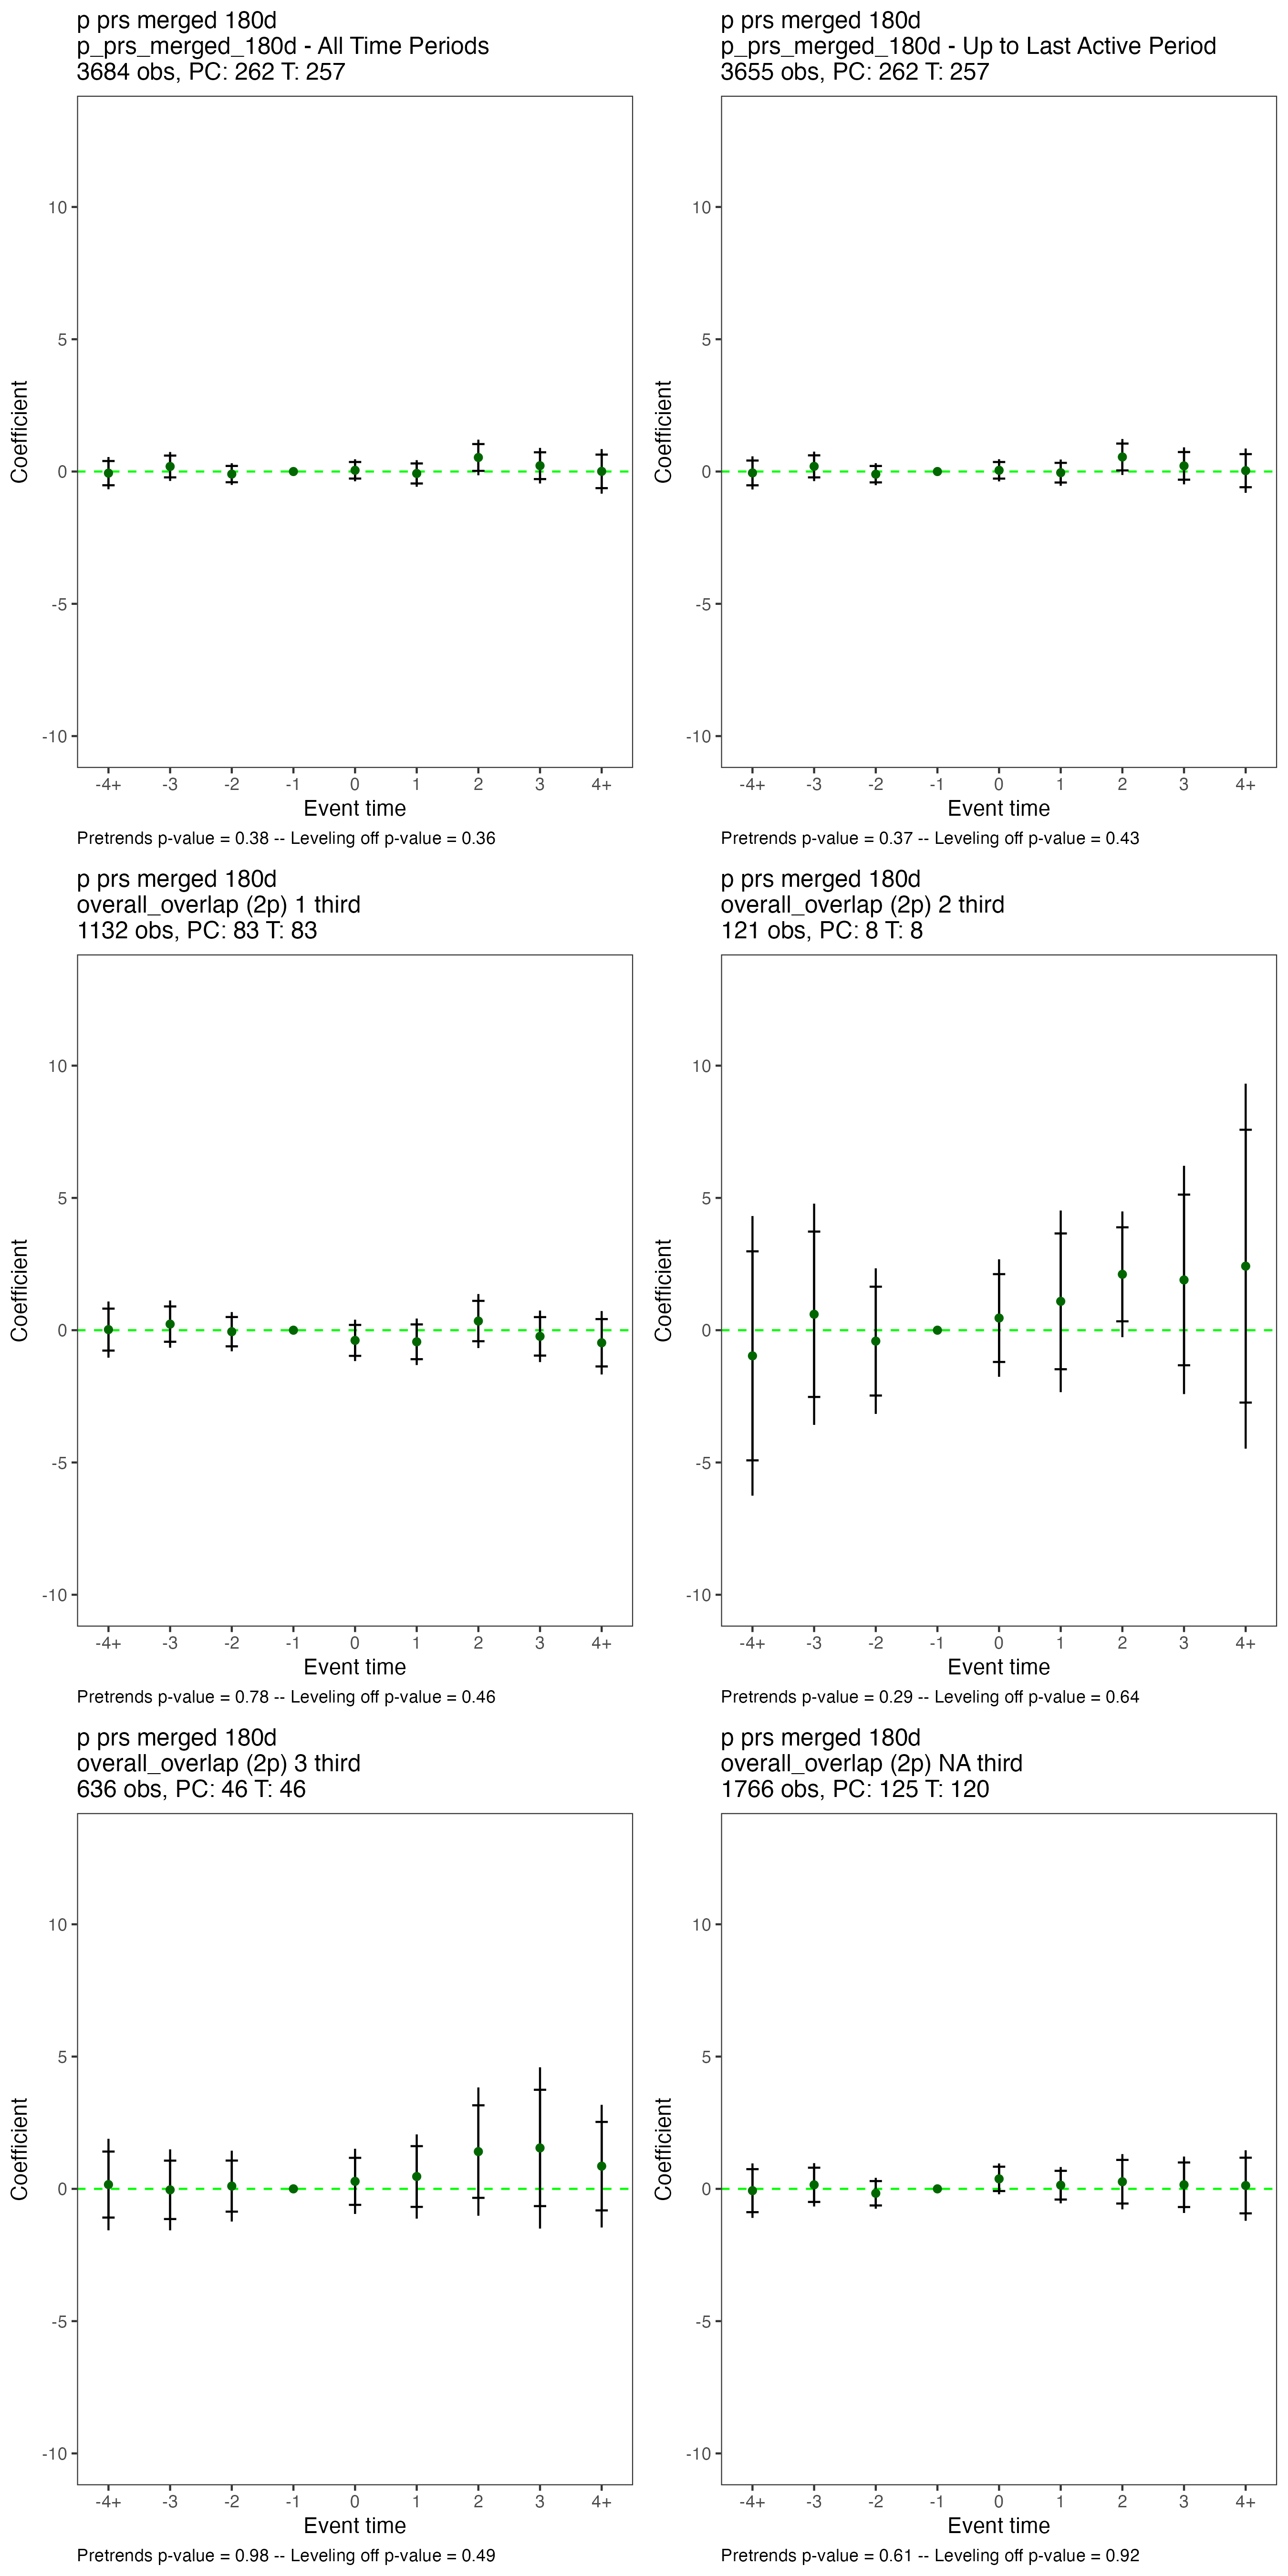 p prs merged 180d
p_prs_merged_180d - All Time Periods
3684 obs, PC: 262 T: 257
Coefficient
10
5
0
-5
-10
-4+ -3 -2 -1 0 1 2 3 4+
Event time
Pretrends p-value = 0.38 -- Leveling off p-value = 0.36
p prs merged 180d
p_prs_merged_180d - Up to Last Active Period
3655 obs, PC: 262 T: 257
Coefficient
10
5
0
-5
-10
-4+ -3 -2 -1 0 1 2 3 4+
Event time
Pretrends p-value = 0.37 -- Leveling off p-value = 0.43
p prs merged 180d
overall_overlap (2p) 1 third
1132 obs, PC: 83 T: 83
Coefficient
10
5
0
-5
-10
-4+ -3 -2 -1 0 1 2 3 4+
Event time
Pretrends p-value = 0.78 -- Leveling off p-value = 0.46
p prs merged 180d
overall_overlap (2p) 2 third
121 obs, PC: 8 T: 8
Coefficient
10
5
0
-5
-10
-4+ -3 -2 -1 0 1 2 3 4+
Event time
Pretrends p-value = 0.29 -- Leveling off p-value = 0.64
p prs merged 180d
overall_overlap (2p) 3 third
636 obs, PC: 46 T: 46
Coefficient
10
5
0
-5
-10
-4+ -3 -2 -1 0 1 2 3 4+
Event time
Pretrends p-value = 0.98 -- Leveling off p-value = 0.49
p prs merged 180d
overall_overlap (2p) NA third
1766 obs, PC: 125 T: 120
Coefficient
10
5
0
-5
-10
-4+ -3 -2 -1 0 1 2 3 4+
Event time
Pretrends p-value = 0.61 -- Leveling off p-value = 0.92